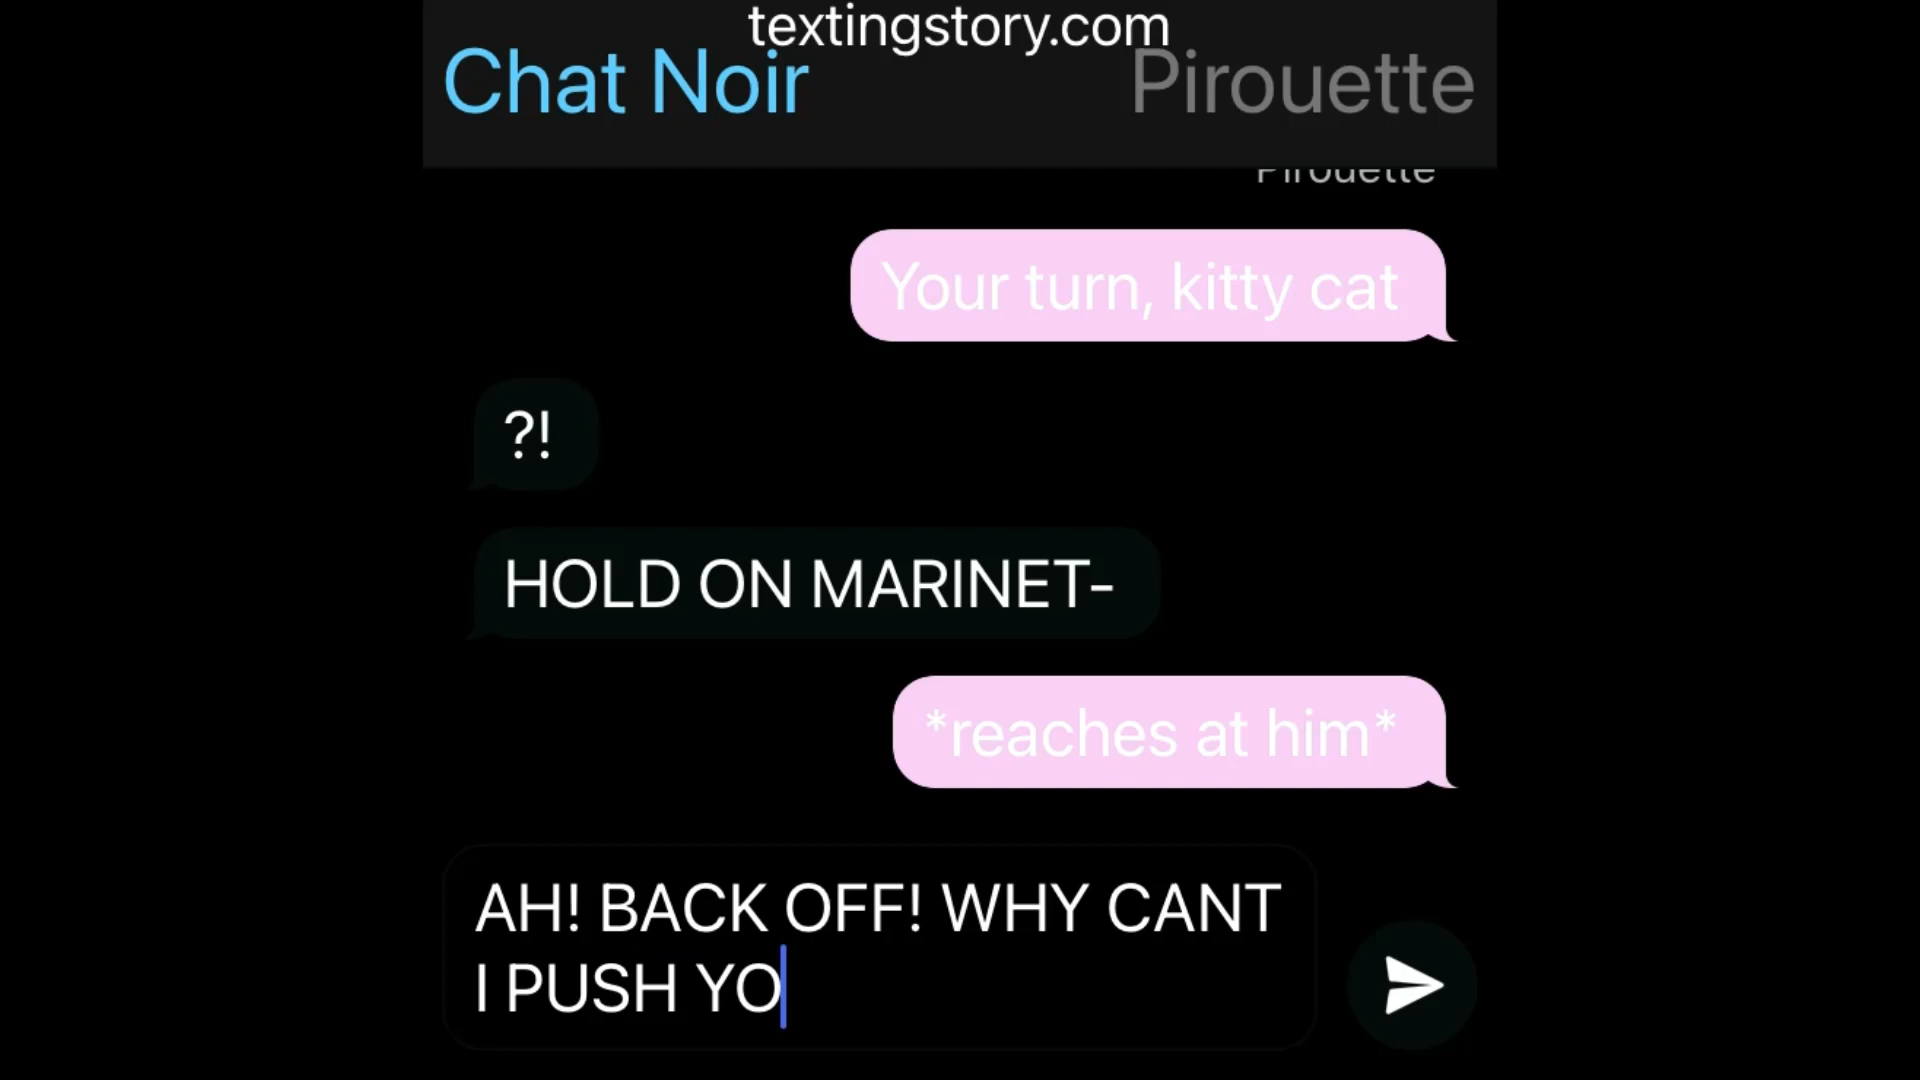 textingstory.com
Chat Noir
Pirouette
Pirouette
Your turn, kitty cat
?!
HOLD ON MARINET-
*reaches at him*
AH! BACK OFF! WHY CANT
I PUSH YO